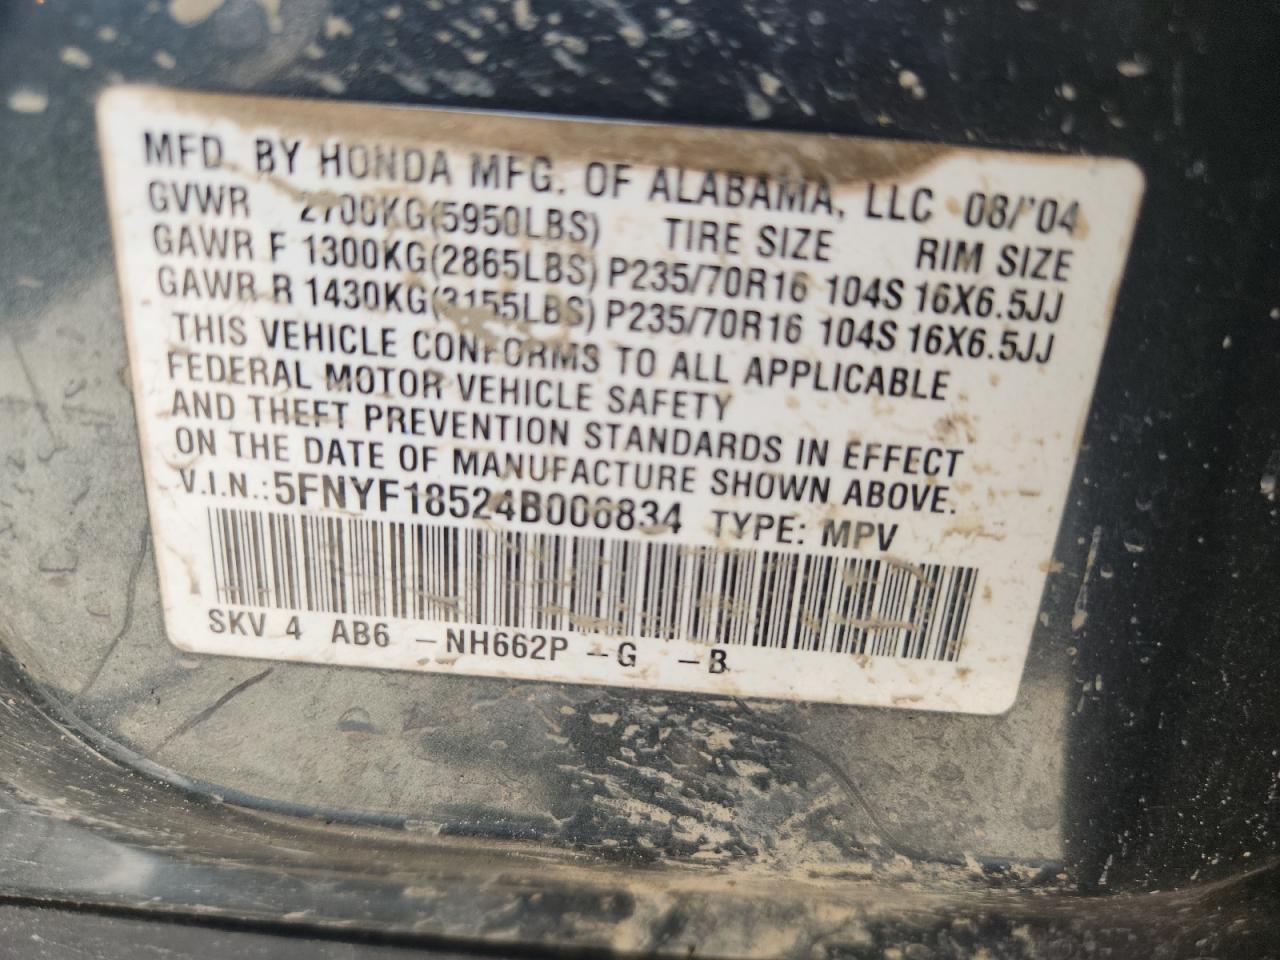 MFD. BY HONDA MFG. OF ALABAMA, LLC 08/'04
GVWR 2700KG(5950LBS) TIRE SIZE RIM SIZE
GAWR F 1300KG(2865LBS) P235/70R16 104S 16X6.5JJ
GAWR R 1430KG(3155LBS) P235/70R16 104S 16X6.5JJ
THIS VEHICLE CONFORMS TO ALL APPLICABLE
FEDERAL MOTOR VEHICLE SAFETY
AND THEFT PREVENTION STANDARDS IN EFFECT
ON THE DATE OF MANUFACTURE SHOWN ABOVE.
V.I.N.: 5FNYF18524B006834 TYPE: MPV
SKV 4 AB6 -NH662P -G -B